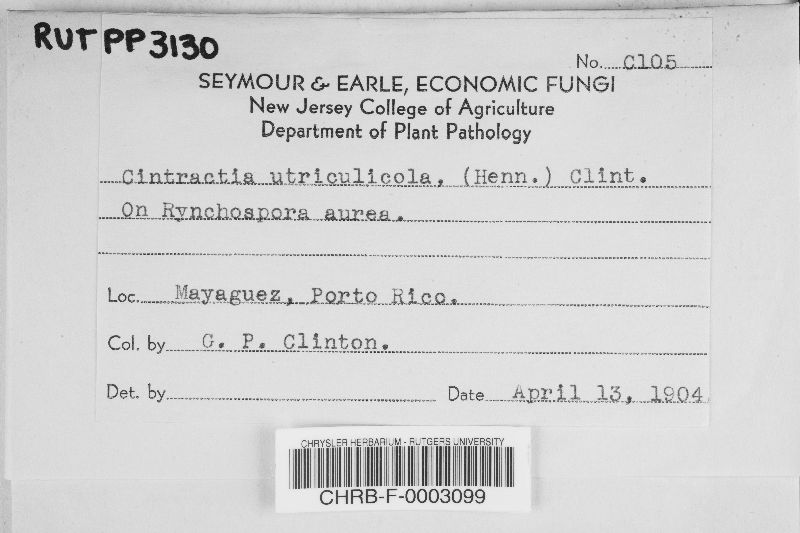 RUTPP3130
No. C105
SEYMOUR & EARLE, ECONOMIC FUNGI
New Jersey College of Agriculture
Department of Plant Pathology
Cintractia utriculicola, (Henn.) Clint.
On Rynchospora aurea.
Loc. Mayaguez, Porto Rico.
Col. by G. P. Clinton.
Det. by
Date April 13, 1904
CHRYSLER HERBARIUM - RUTGERS UNIVERSITY
CHRB-F-0003099